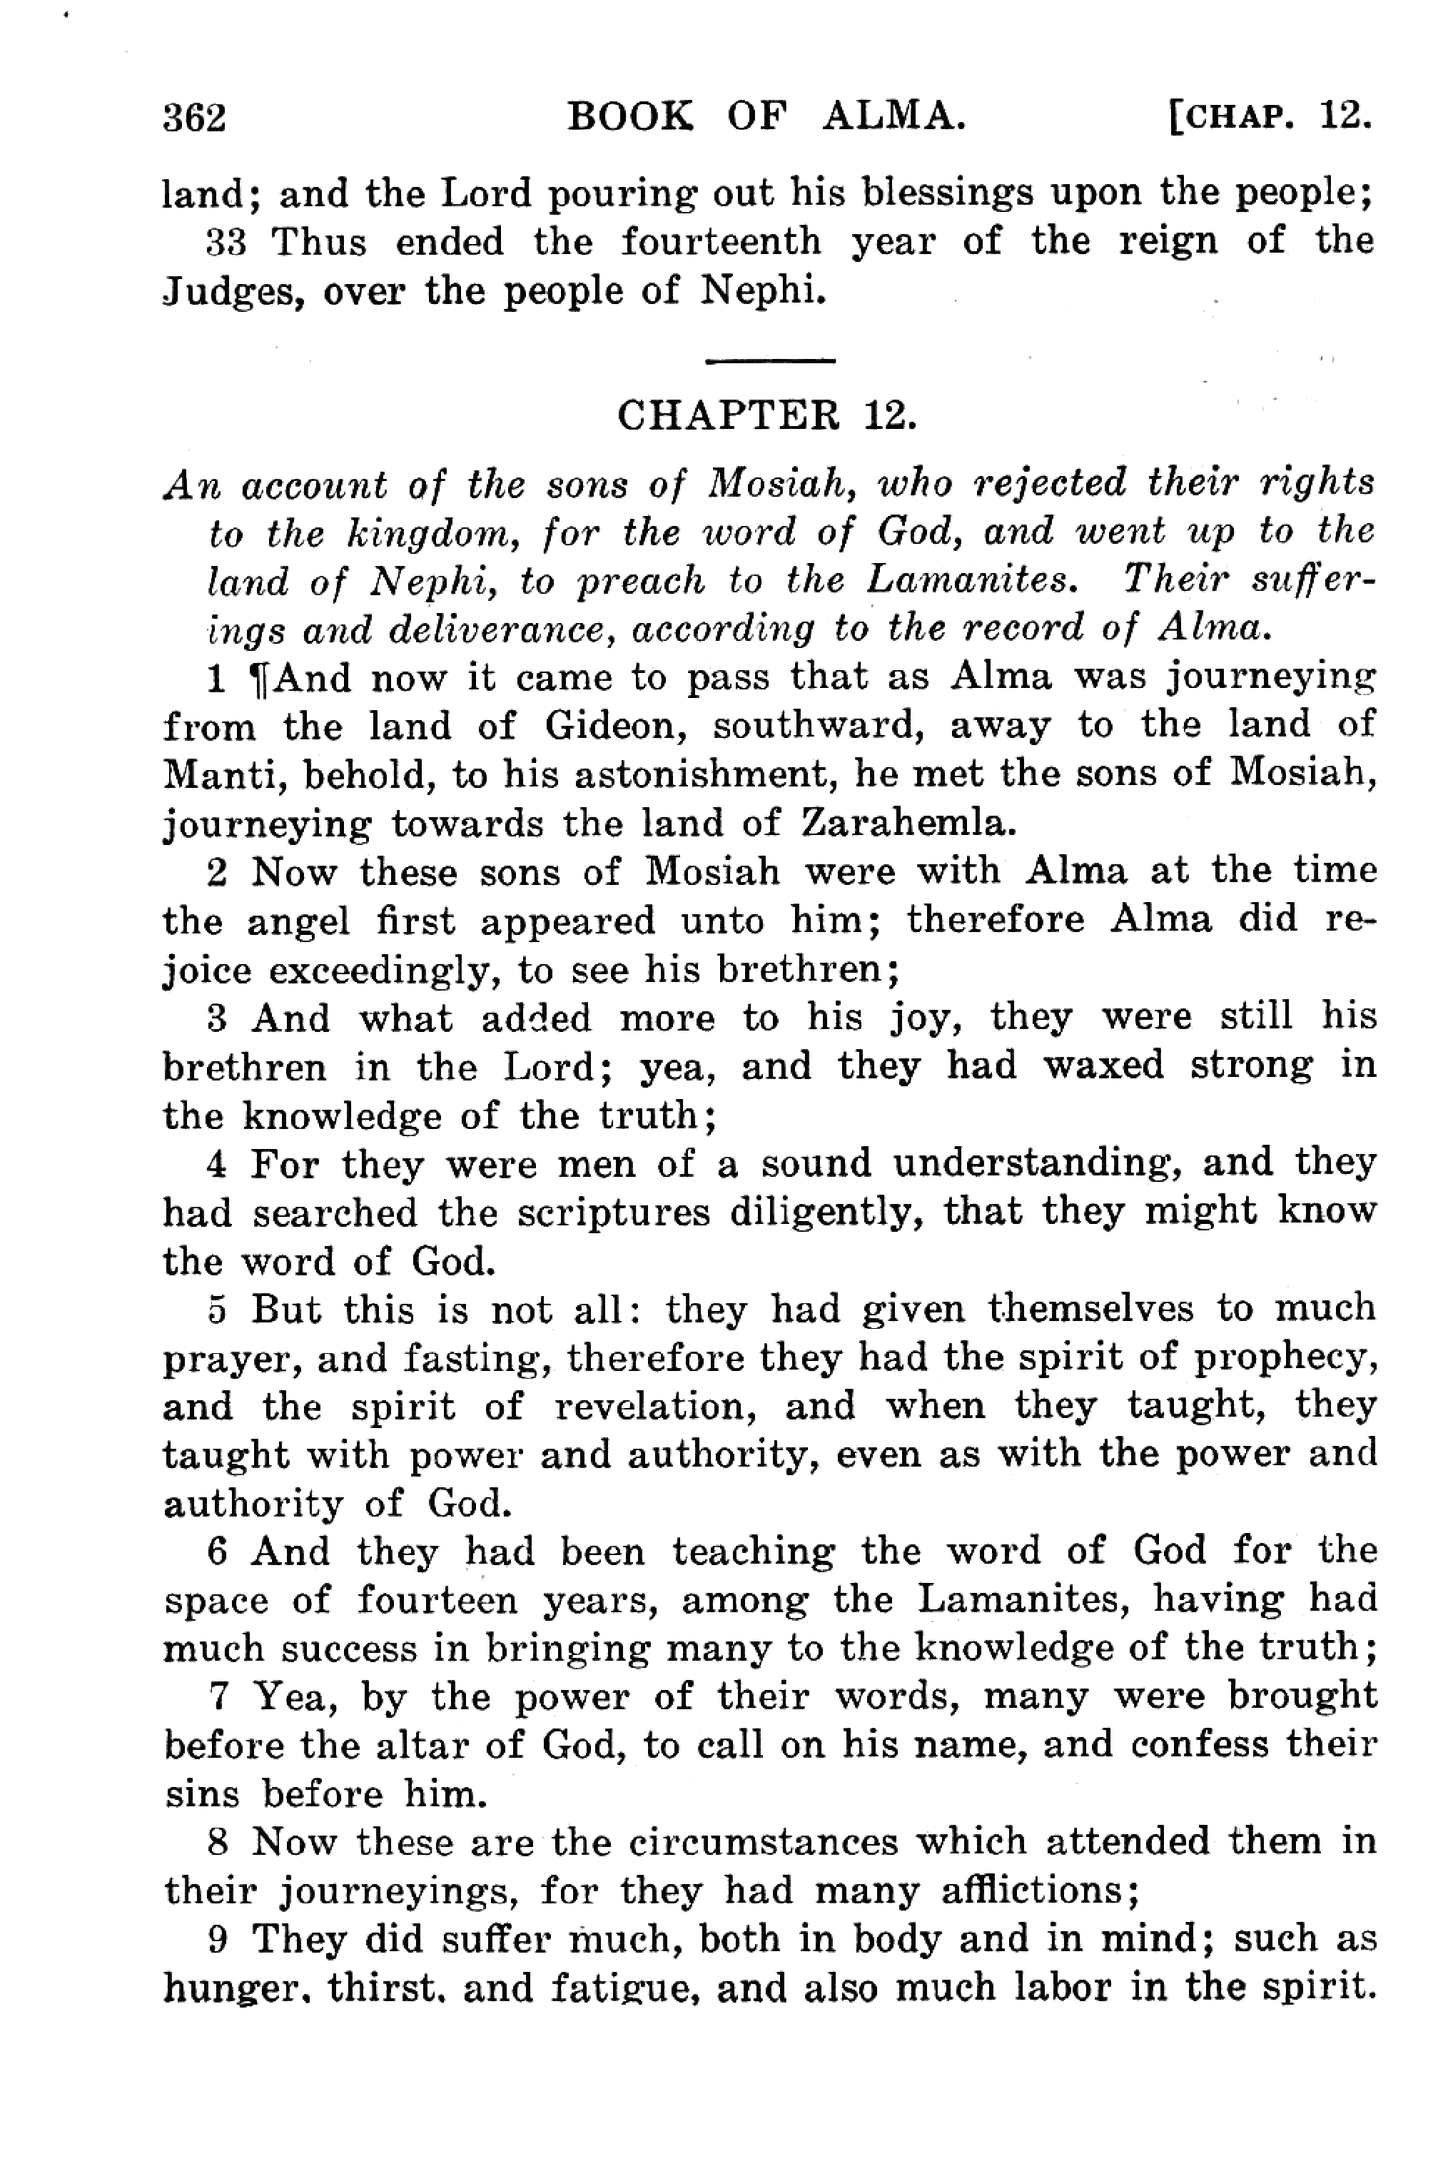 362 BOOK OF ALMA. [CHAP. 12.
land; and the Lord pouring out his blessings upon the people;
33 Thus ended the fourteenth year of the reign of the
Judges, over the people of Nephi.
CHAPTER 12.
An account of the sons of Mosiah, who rejected their rights
to the kingdom, for the word of God, and went up to the
land of Nephi, to preach to the Lamanites. Their suffer-
ings and deliverance, according to the record of Alma.
1 ¶And now it came to pass that as Alma was journeying
from the land of Gideon, southward, away to the land of
Manti, behold, to his astonishment, he met the sons of Mosiah,
journeying towards the land of Zarahemla.
2 Now these sons of Mosiah were with Alma at the time
the angel first appeared unto him; therefore Alma did re-
joice exceedingly, to see his brethren;
3 And what added more to his joy, they were still his
brethren in the Lord; yea, and they had waxed strong in
the knowledge of the truth;
4 For they were men of a sound understanding, and they
had searched the scriptures diligently, that they might know
the word of God.
5 But this is not all: they had given themselves to much
prayer, and fasting, therefore they had the spirit of prophecy,
and the spirit of revelation, and when they taught, they
taught with power and authority, even as with the power and
authority of God.
6 And they had been teaching the word of God for the
space of fourteen years, among the Lamanites, having had
much success in bringing many to the knowledge of the truth;
7 Yea, by the power of their words, many were brought
before the altar of God, to call on his name, and confess their
sins before him.
8 Now these are the circumstances which attended them in
their journeyings, for they had many afflictions;
9 They did suffer much, both in body and in mind; such as
hunger, thirst, and fatigue, and also much labor in the spirit.